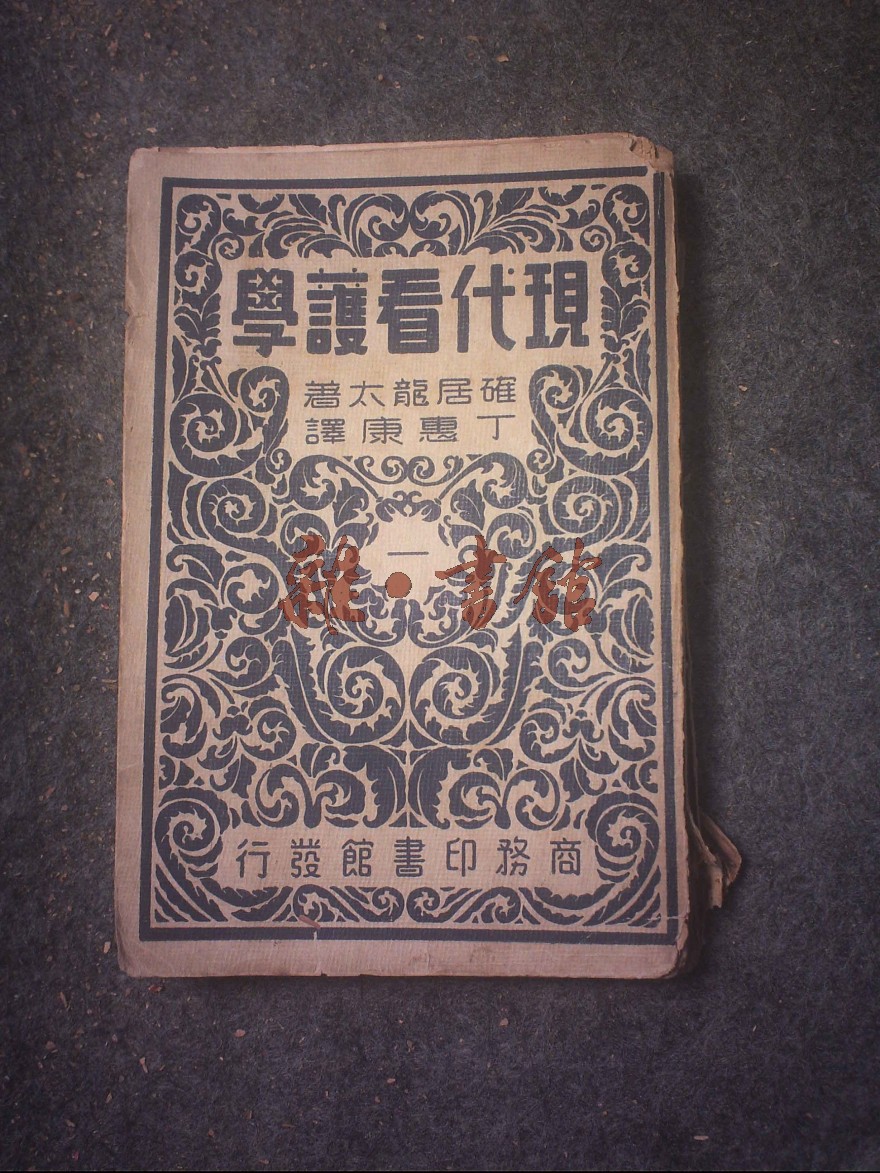 現代看護學
碓居龍太著
丁惠康譯
一
雜·書館
商務印書館發行